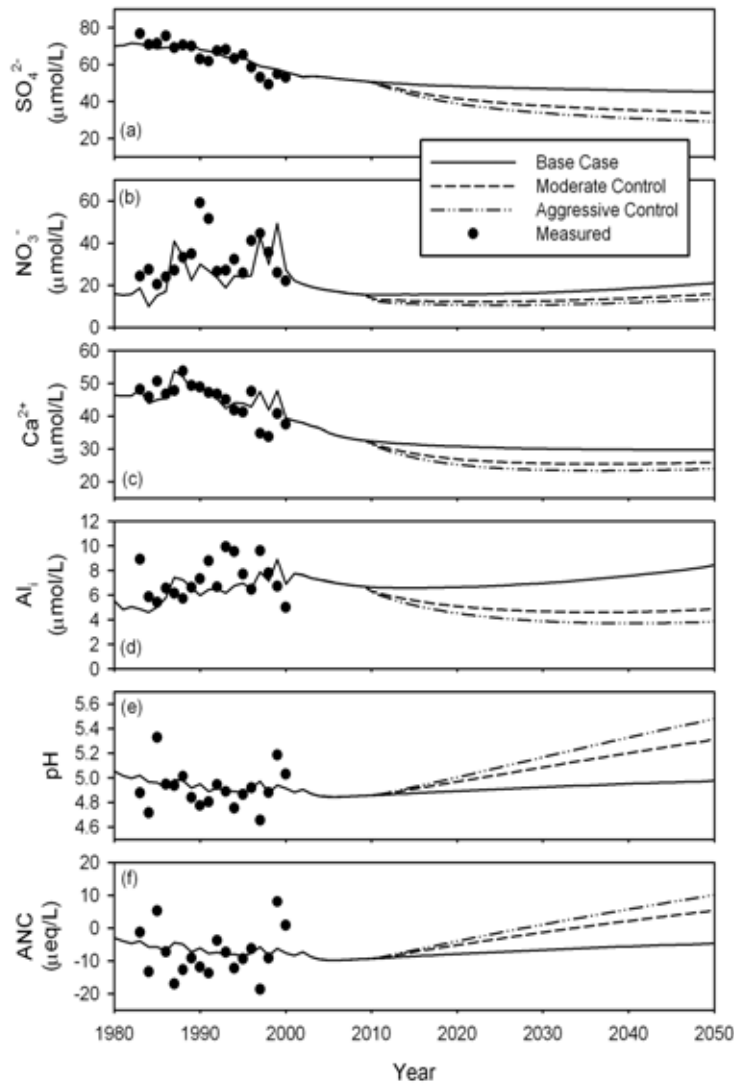 80
60
40
20
SO₄²⁻
(μmol/L)
(a)
Base Case
Moderate Control
Aggressive Control
Measured
60
40
20
0
NO₃⁻
(μmol/L)
(b)
60
50
40
30
20
Ca²⁺
(μmol/L)
(c)
12
10
8
6
4
2
0
Alᵢ
(μmol/L)
(d)
5.6
5.4
5.2
5.0
4.8
4.6
pH
(e)
20
10
0
-10
-20
ANC
(μeq/L)
(f)
1980 1990 2000 2010 2020 2030 2040 2050
Year